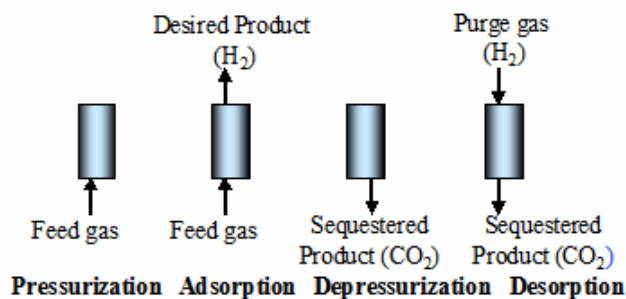 Desired Product
(H₂)
Purge gas
(H₂)
Feed gas
Feed gas
Sequestered
Product (CO₂)
Sequestered
Product (CO₂)
Pressurization Adsorption Depressurization Desorption